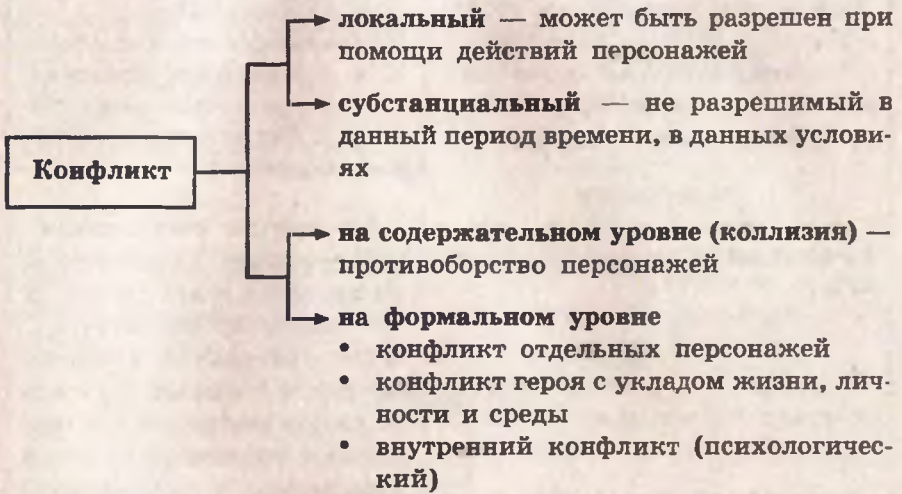 локальный — может быть разрешен при
помощи действий персонажей
субстанциальный — не разрешимый в
данный период времени, в данных услови-
ях
Конфликт
на содержательном уровне (коллизия) —
противоборство персонажей
на формальном уровне
• конфликт отдельных персонажей
• конфликт героя с укладом жизни, лич-
ности и среды
• внутренний конфликт (психологичес-
кий)